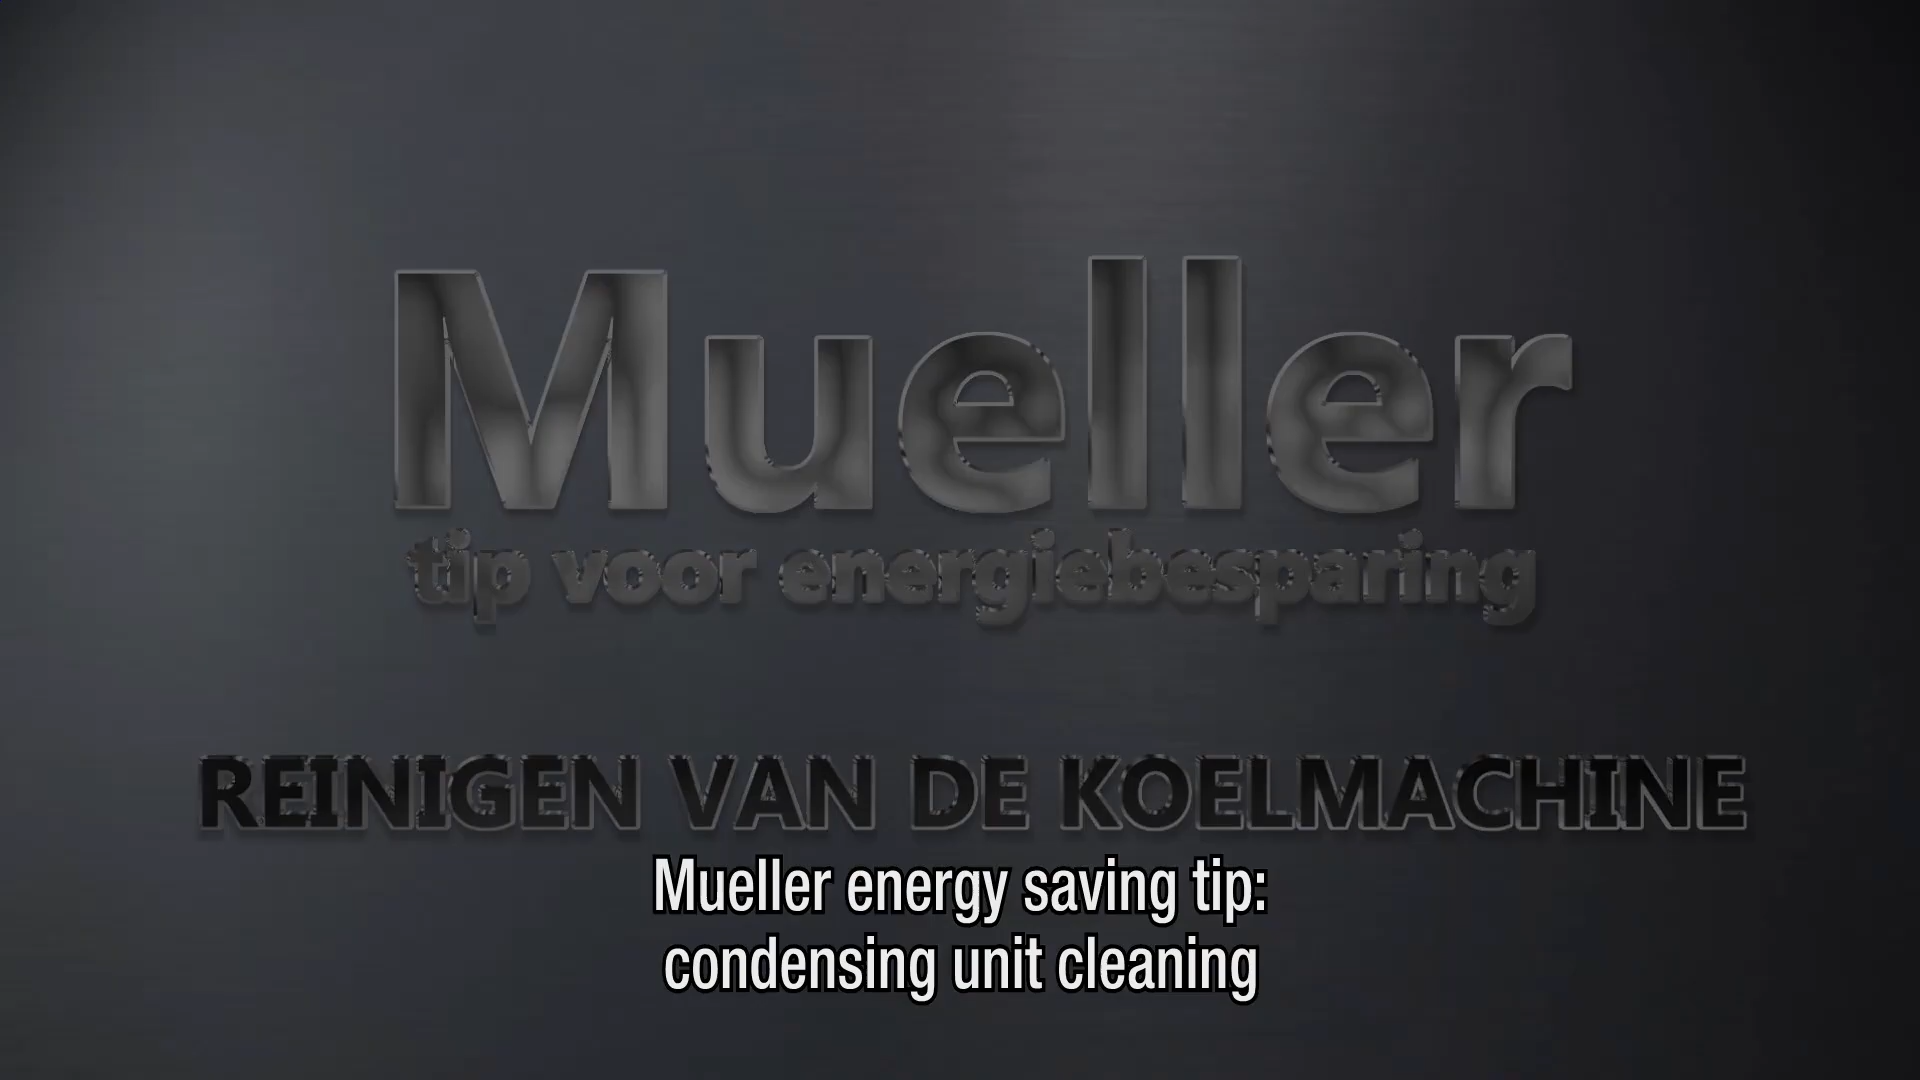 Mueller
tip voor energiebesparing
REINIGEN VAN DE KOELMACHINE
Mueller energy saving tip:
condensing unit cleaning